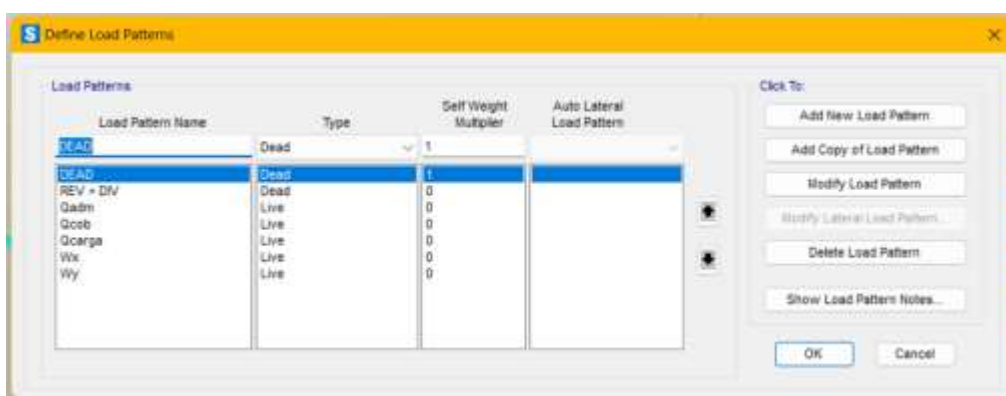 S Define Load Patterns
Load Patterns
Load Pattern Name Type Self Weight Multiplier Auto Lateral Load Pattern
DEAD Dead 1
DEAD Dead 1
REV + DIV Dead 0
Qadm Live 0
Qcob Live 0
Qcarga Live 0
Wx Live 0
Wy Live 0
Click To:
Add New Load Pattern
Add Copy of Load Pattern
Modify Load Pattern
Modify Lateral Load Pattern...
Delete Load Pattern
Show Load Pattern Notes...
OK Cancel